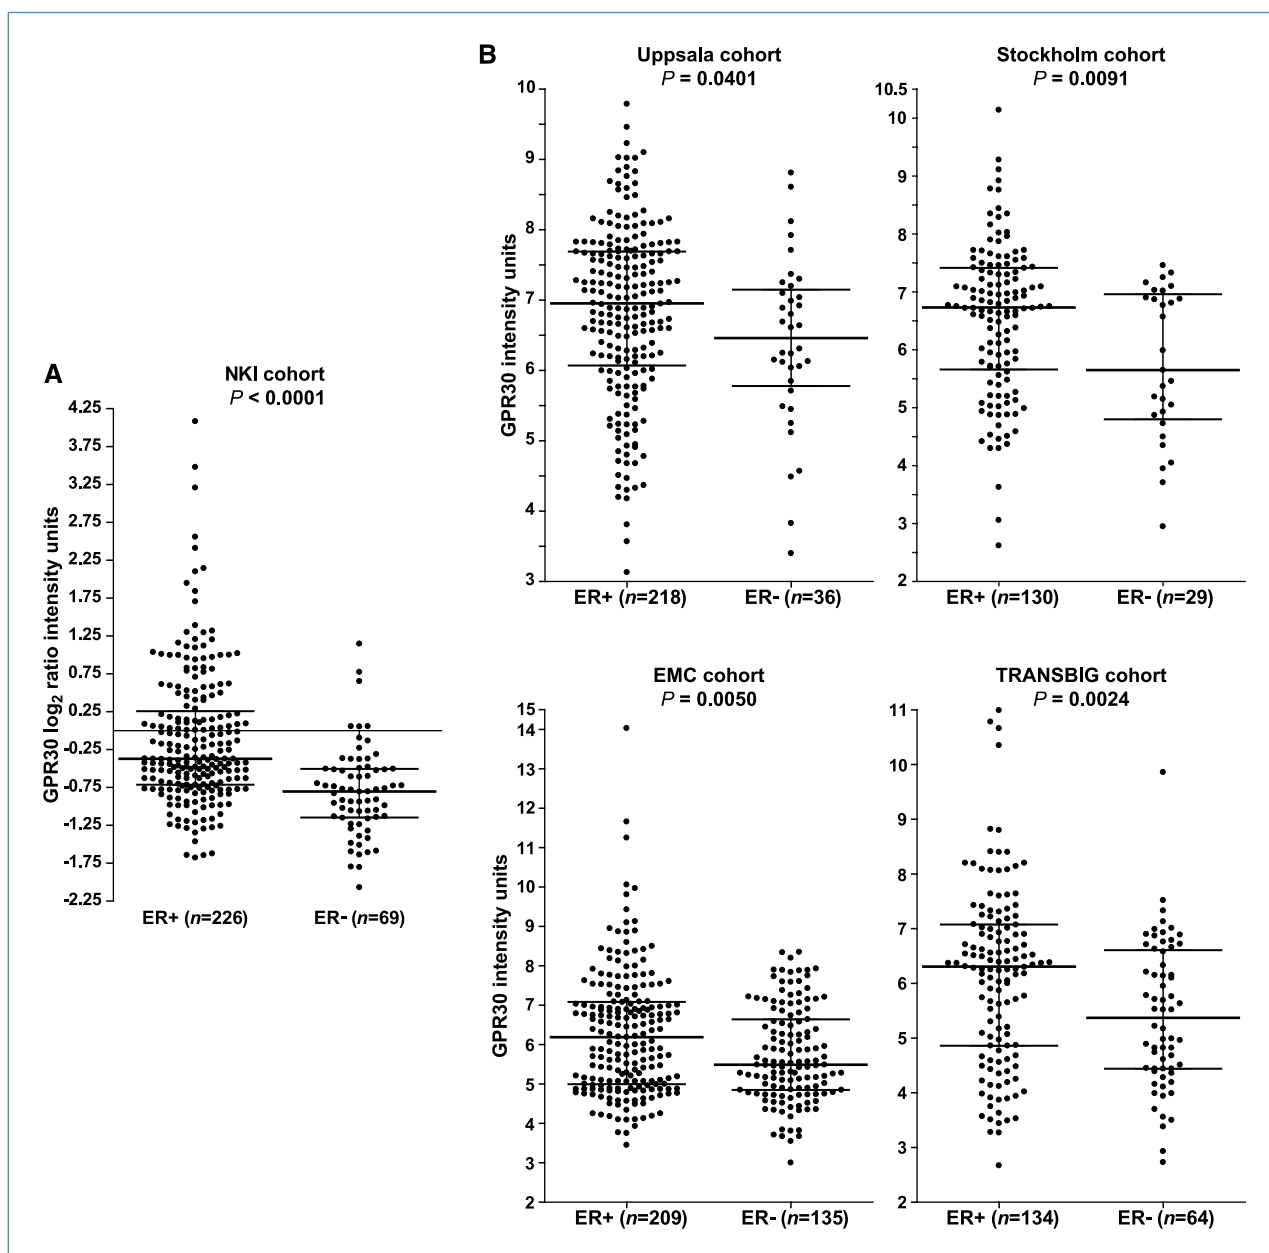 A
NKI cohort
P < 0.0001
GPR30 log2 ratio intensity units
4.25
3.75
3.25
2.75
2.25
1.75
1.25
0.75
0.25
-0.25
-0.75
-1.25
-1.75
-2.25
ER+ (n=226)
ER- (n=69)
B
Uppsala cohort
P = 0.0401
GPR30 intensity units
10
9
8
7
6
5
4
3
ER+ (n=218)
ER- (n=36)
Stockholm cohort
P = 0.0091
10.5
10
9
8
7
6
5
4
3
2
ER+ (n=130)
ER- (n=29)
EMC cohort
P = 0.0050
GPR30 intensity units
15
14
13
12
11
10
9
8
7
6
5
4
3
2
ER+ (n=209)
ER- (n=135)
TRANSBIG cohort
P = 0.0024
11
10
9
8
7
6
5
4
3
2
ER+ (n=134)
ER- (n=64)